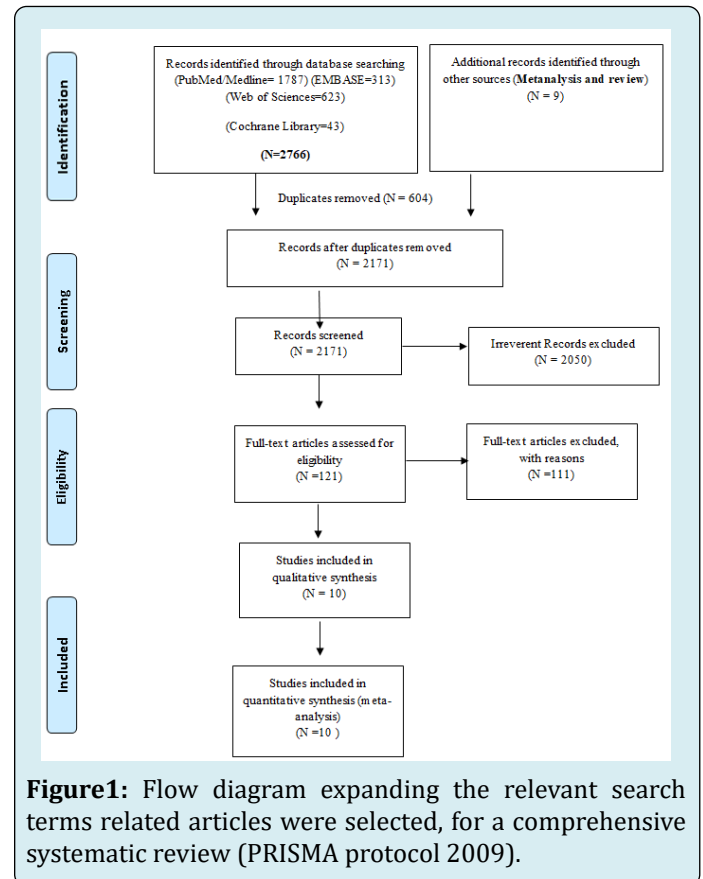 Identification
Records identified through database searching
(PubMed/Medline= 1787) (EMBASE=313)
(Web of Sciences=623)
(Cochrane Library=43)
(N=2766)
Additional records identified through
other sources (Metanalysis and review)
(N = 9)
Duplicates removed (N = 604)
Records after duplicates removed
(N = 2171)
Screening
Records screened
(N = 2171)
Irreverent Records excluded
(N = 2050)
Eligibility
Full-text articles assessed for
eligibility
(N =121)
Full-text articles excluded,
with reasons
(N =111)
Studies included in
qualitative synthesis
(N = 10)
Included
Studies included in
quantitative synthesis (meta-
analysis)
(N =10 )
Figure1: Flow diagram expanding the relevant search
terms related articles were selected, for a comprehensive
systematic review (PRISMA protocol 2009).